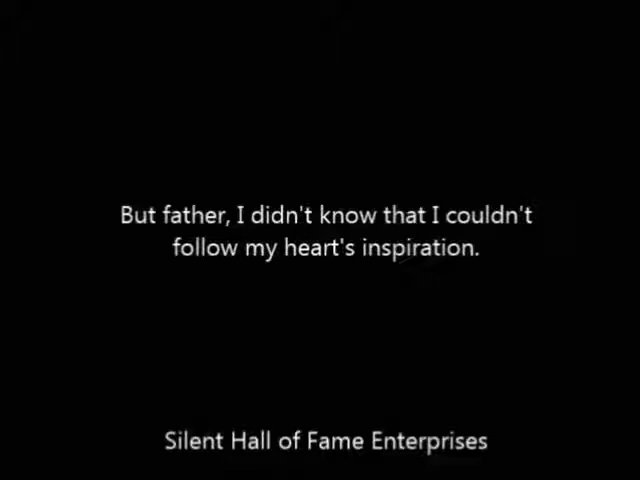 But father, I didn't know that I couldn't
follow my heart's inspiration.
Silent Hall of Fame Enterprises